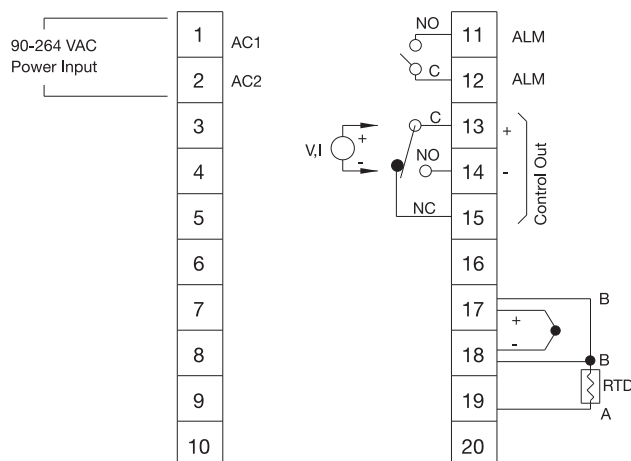 90-264 VAC
Power Input
1 AC1
2 AC2
3
4
5
6
7
8
9
10
NO 11 ALM
C 12 ALM
C 13 +
V,I + -
NO 14 -
NC 15
Control Out
16
17 B
+
-
18 B
RTD
19 A
20